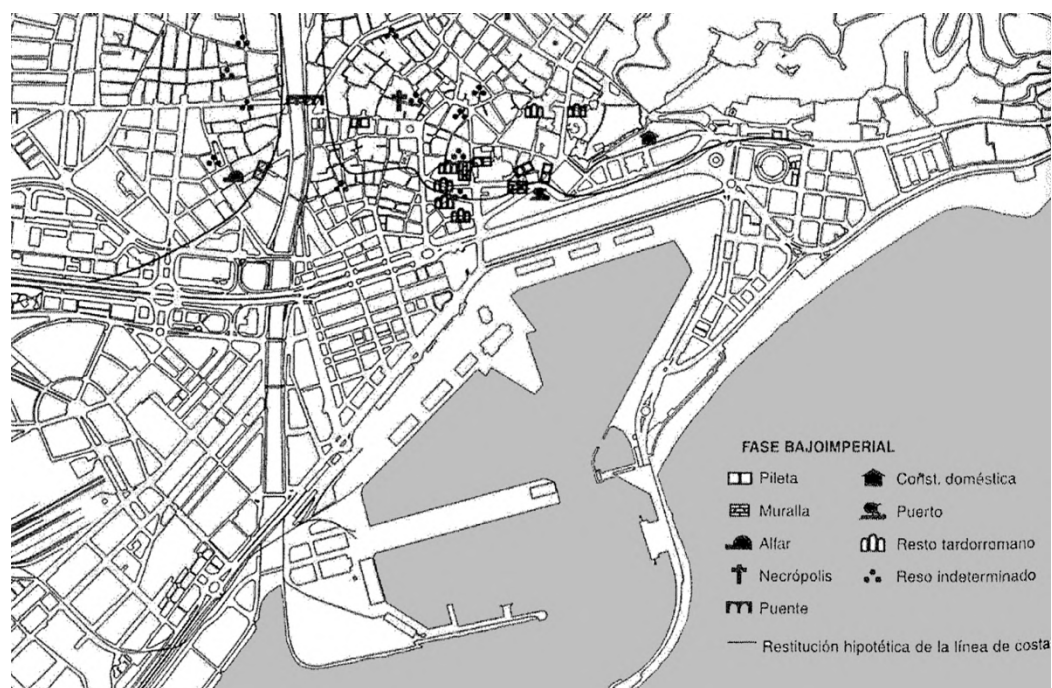 FASE BAJOIMPERIAL
Pileta
Muralla
Alfar
Necrópolis
Puente
Coñst. doméstica
Puerto
Resto tardorromano
Reso indeterminado
Restitución hipotética de la línea de costa